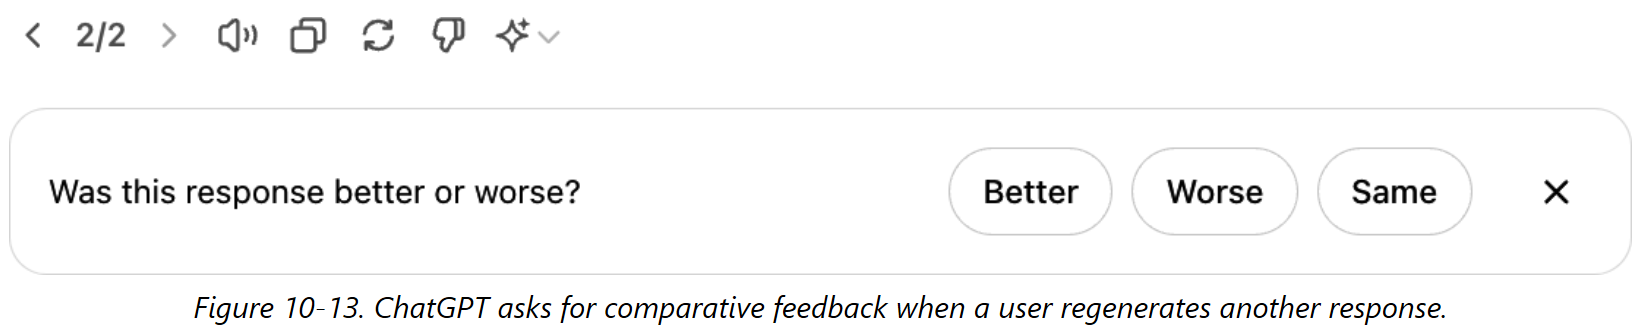 2/2
Was this response better or worse? Better Worse Same
Figure 10-13. ChatGPT asks for comparative feedback when a user regenerates another response.